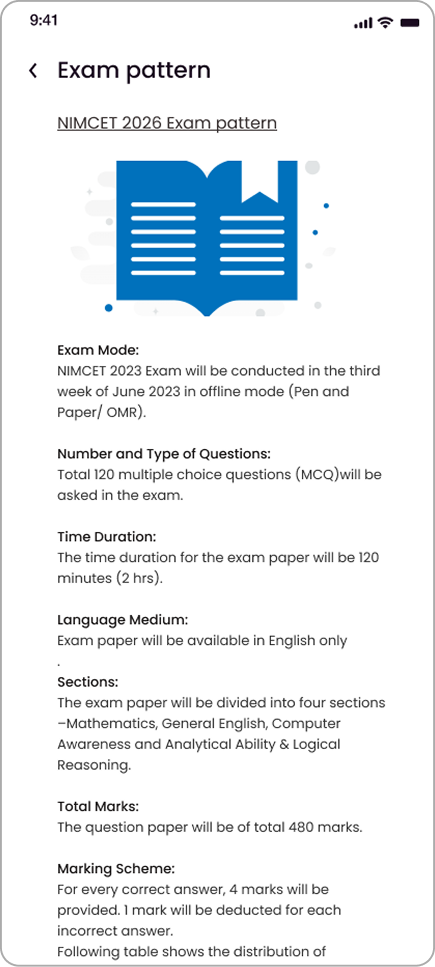 9:41
Exam pattern
NIMCET 2026 Exam pattern
Exam Mode:
NIMCET 2023 Exam will be conducted in the third
week of June 2023 in offline mode (Pen and
Paper/ OMR).
Number and Type of Questions:
Total 120 multiple choice questions (MCQ)will be
asked in the exam.
Time Duration:
The time duration for the exam paper will be 120
minutes (2 hrs).
Language Medium:
Exam paper will be available in English only
.
Sections:
The exam paper will be divided into four sections
–Mathematics, General English, Computer
Awareness and Analytical Ability & Logical
Reasoning.
Total Marks:
The question paper will be of total 480 marks.
Marking Scheme:
For every correct answer, 4 marks will be
provided. 1 mark will be deducted for each
incorrect answer.
Following table shows the distribution of